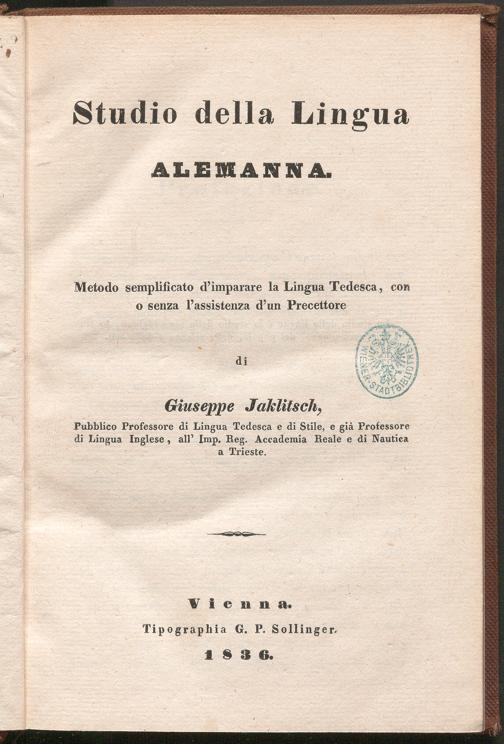 Studio della Lingua
ALEMANNA.
Metodo semplificato d'imparare la Lingua Tedesca, con
o senza l'assistenza d'un Precettore
di
Giuseppe Jaklitsch,
Pubblico Professore di Lingua Tedesca e di Stile, e già Professore
di Lingua Inglese, all' Imp. Reg. Accademia Reale e di Nautica
a Trieste.
WIENER-STADTBIBLIOTHEK
Vienna.
Tipographia G. P. Sollinger.
1836.